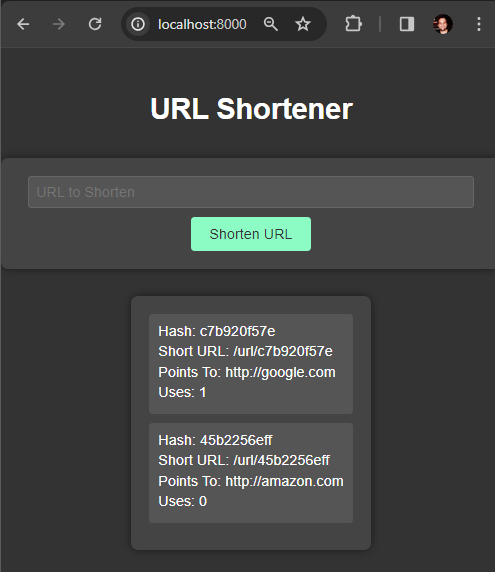 localhost:8000
URL Shortener
URL to Shorten
Shorten URL
Hash: c7b920f57e
Short URL: /url/c7b920f57e
Points To: http://google.com
Uses: 1
Hash: 45b2256eff
Short URL: /url/45b2256eff
Points To: http://amazon.com
Uses: 0